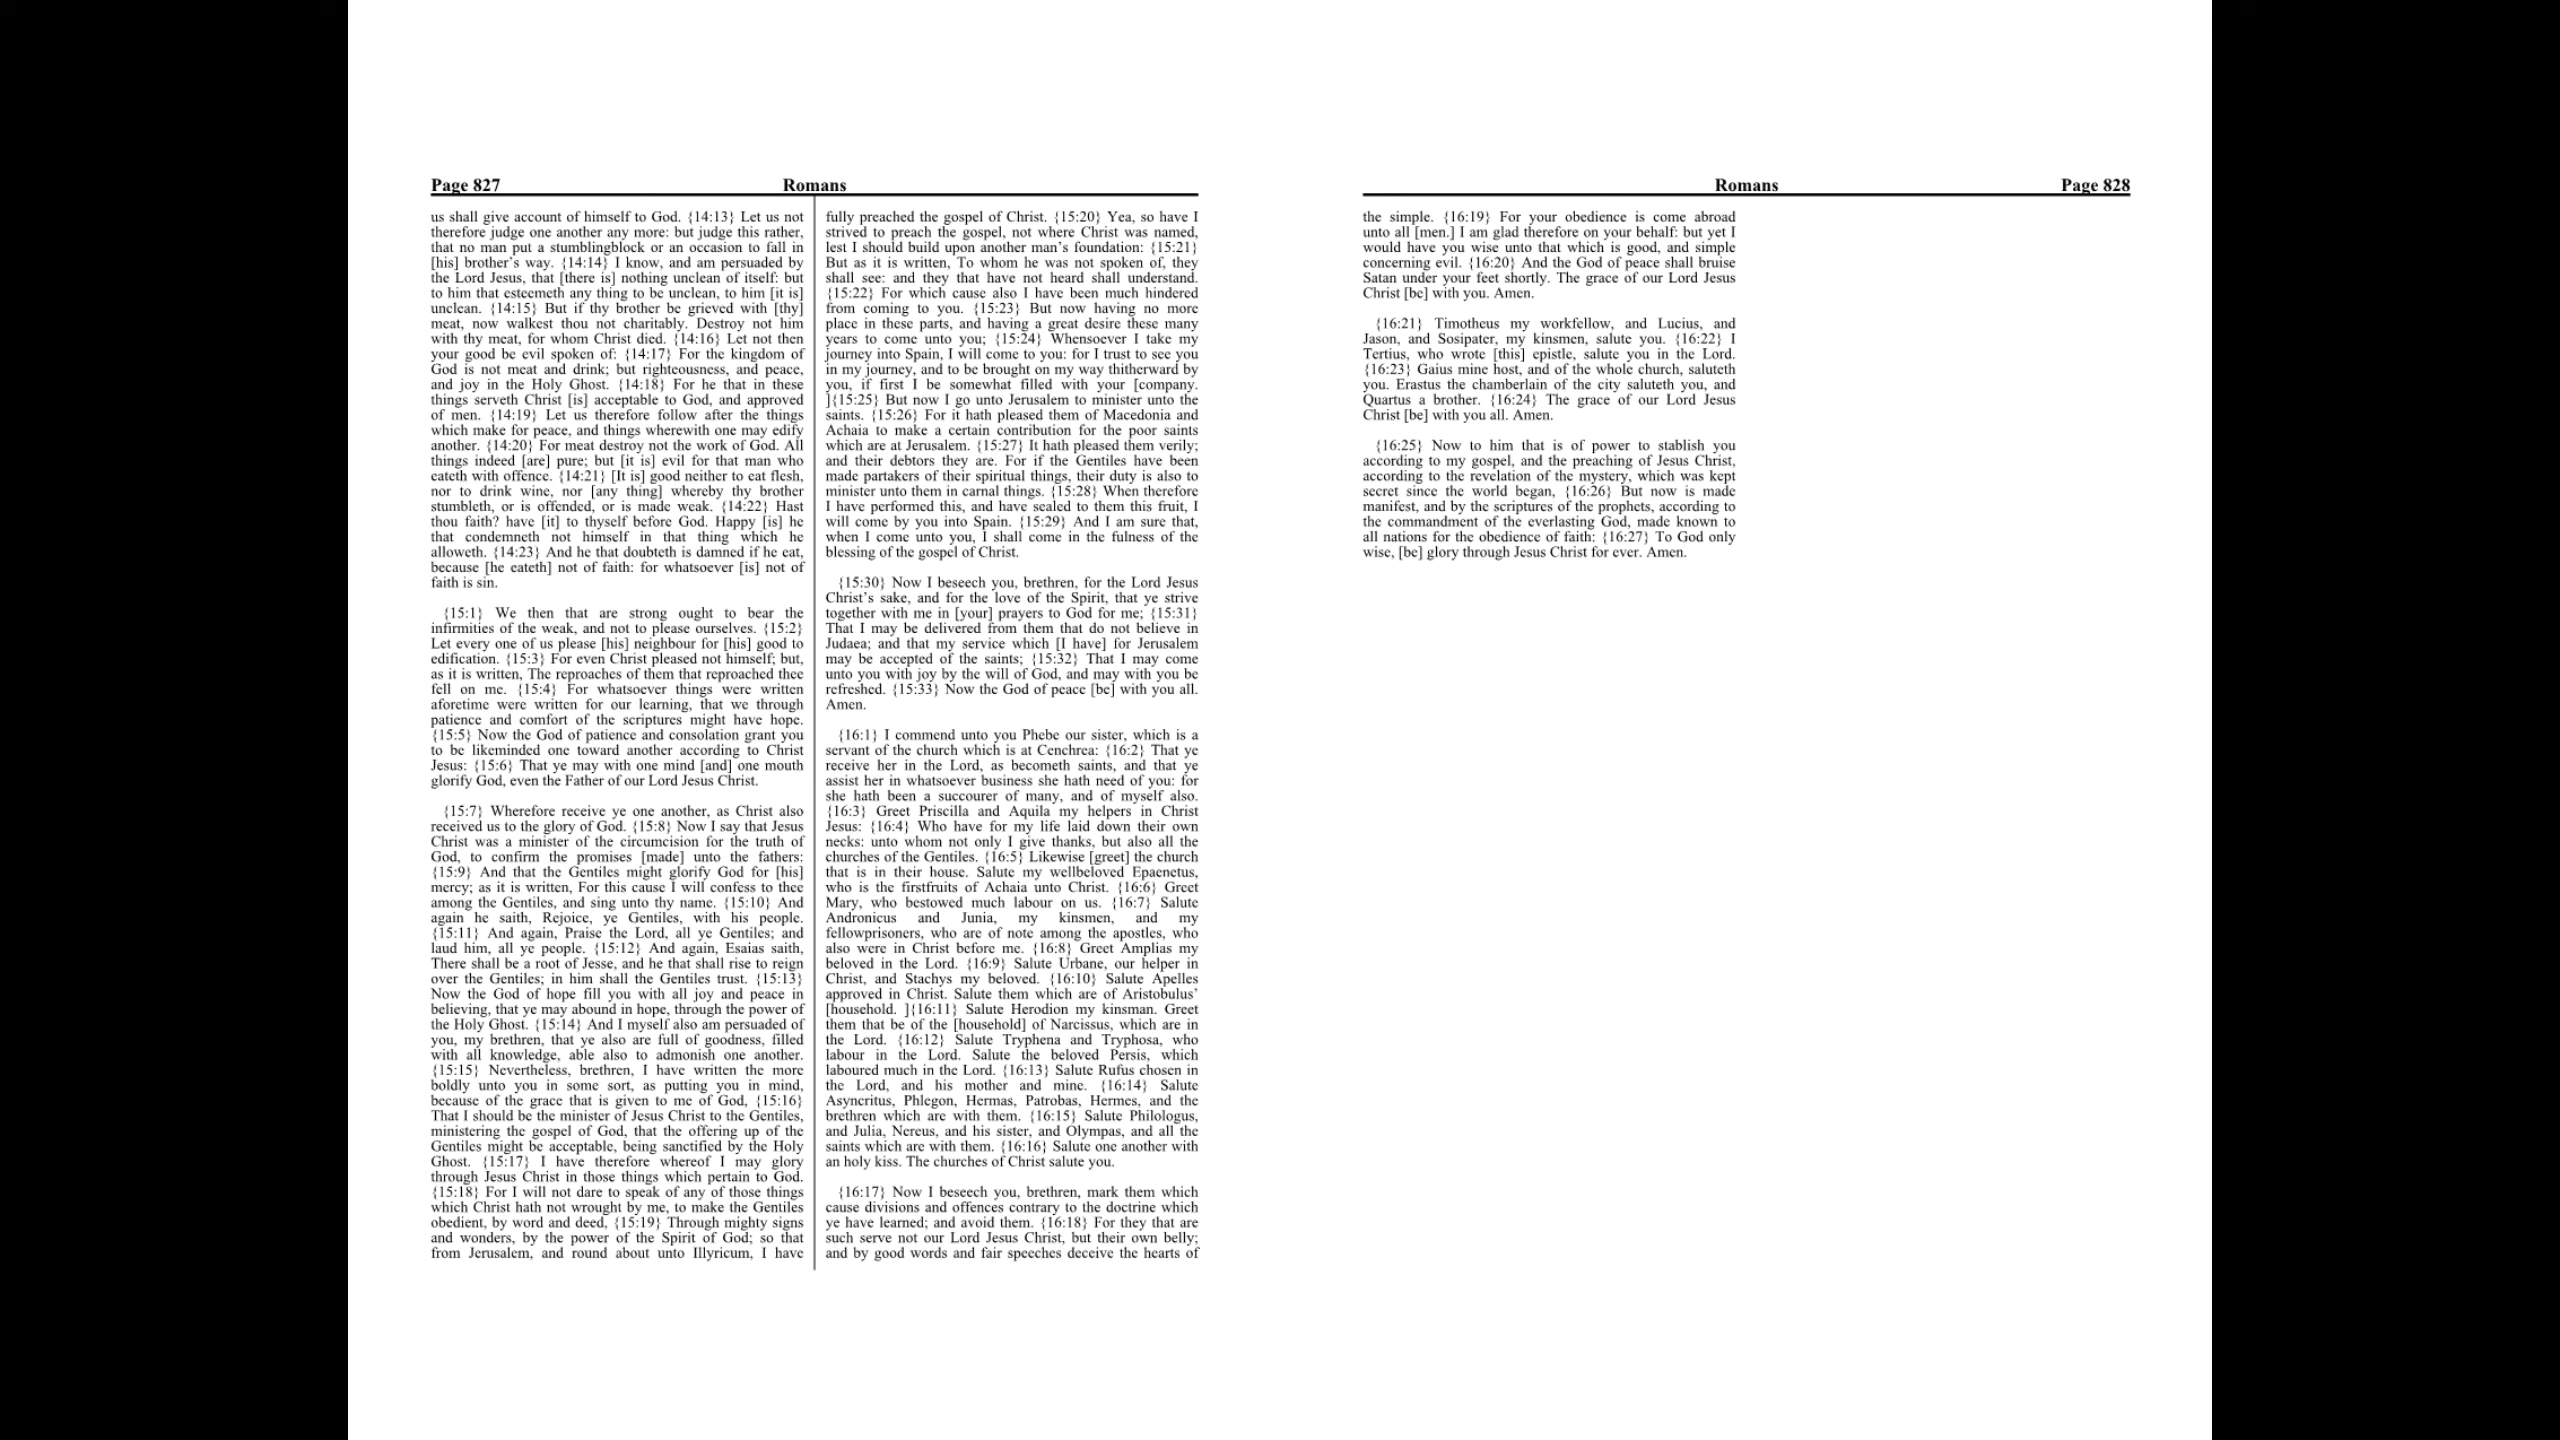 Page 827 Romans
us shall give account of himself to God. {14:13} Let us not
therefore judge one another any more: but judge this rather,
that no man put a stumblingblock or an occasion to fall in
[his] brother's way. {14:14} I know, and am persuaded by
the Lord Jesus, that [there is] nothing unclean of itself: but
to him that esteemeth any thing to be unclean, to him [it is]
unclean. {14:15} But if thy brother be grieved with [thy]
meat, now walkest thou not charitably. Destroy not him
with thy meat, for whom Christ died. {14:16} Let not then
your good be evil spoken of: {14:17} For the kingdom of
God is not meat and drink; but righteousness, and peace,
and joy in the Holy Ghost. {14:18} For he that in these
things serveth Christ [is] acceptable to God, and approved
of men. {14:19} Let us therefore follow after the things
which make for peace, and things wherewith one may edify
another. {14:20} For meat destroy not the work of God. All
things indeed [are] pure; but [it is] evil for that man who
eateth with offence. {14:21} [It is] good neither to eat flesh,
nor to drink wine, nor [any thing] whereby thy brother
stumbleth, or is offended, or is made weak. {14:22} Hast
thou faith? have [it] to thyself before God. Happy [is] he
that condemneth not himself in that thing which he
alloweth. {14:23} And he that doubteth is damned if he eat,
because [he eateth] not of faith: for whatsoever [is] not of
faith is sin.
{15:1} We then that are strong ought to bear the
infirmities of the weak, and not to please ourselves. {15:2}
Let every one of us please [his] neighbour for [his] good to
edification. {15:3} For even Christ pleased not himself; but,
as it is written, The reproaches of them that reproached thee
fell on me. {15:4} For whatsoever things were written
aforetime were written for our learning, that we through
patience and comfort of the scriptures might have hope.
{15:5} Now the God of patience and consolation grant you
to be likeminded one toward another according to Christ
Jesus: {15:6} That ye may with one mind [and] one mouth
glorify God, even the Father of our Lord Jesus Christ.
{15:7} Wherefore receive ye one another, as Christ also
received us to the glory of God. {15:8} Now I say that Jesus
Christ was a minister of the circumcision for the truth of
God, to confirm the promises [made] unto the fathers:
{15:9} And that the Gentiles might glorify God for [his]
mercy; as it is written, For this cause I will confess to thee
among the Gentiles, and sing unto thy name. {15:10} And
again he saith, Rejoice, ye Gentiles, with his people.
{15:11} And again, Praise the Lord, all ye Gentiles; and
laud him, all ye people. {15:12} And again, Esaias saith,
There shall be a root of Jesse, and he that shall rise to reign
over the Gentiles; in him shall the Gentiles trust. {15:13}
Now the God of hope fill you with all joy and peace in
believing, that ye may abound in hope, through the power of
the Holy Ghost. {15:14} And I myself also am persuaded of
you, my brethren, that ye also are full of goodness, filled
with all knowledge, able also to admonish one another.
{15:15} Nevertheless, brethren, I have written the more
boldly unto you in some sort, as putting you in mind,
because of the grace that is given to me of God, {15:16}
That I should be the minister of Jesus Christ to the Gentiles,
ministering the gospel of God, that the offering up of the
Gentiles might be acceptable, being sanctified by the Holy
Ghost. {15:17} I have therefore whereof I may glory
through Jesus Christ in those things which pertain to God.
{15:18} For I will not dare to speak of any of those things
which Christ hath not wrought by me, to make the Gentiles
obedient, by word and deed, {15:19} Through mighty signs
and wonders, by the power of the Spirit of God; so that
from Jerusalem, and round about unto Illyricum, I have
fully preached the gospel of Christ. {15:20} Yea, so have I
strived to preach the gospel, not where Christ was named,
lest I should build upon another man's foundation: {15:21}
But as it is written, To whom he was not spoken of, they
shall see: and they that have not heard shall understand.
{15:22} For which cause also I have been much hindered
from coming to you. {15:23} But now having no more
place in these parts, and having a great desire these many
years to come unto you; {15:24} Whensoever I take my
journey into Spain, I will come to you: for I trust to see you
in my journey, and to be brought on my way thitherward by
you, if first I be somewhat filled with your [company.
]{15:25} But now I go unto Jerusalem to minister unto the
saints. {15:26} For it hath pleased them of Macedonia and
Achaia to make a certain contribution for the poor saints
which are at Jerusalem. {15:27} It hath pleased them verily;
and their debtors they are. For if the Gentiles have been
made partakers of their spiritual things, their duty is also to
minister unto them in carnal things. {15:28} When therefore
I have performed this, and have sealed to them this fruit, I
will come by you into Spain. {15:29} And I am sure that,
when I come unto you, I shall come in the fulness of the
blessing of the gospel of Christ.
{15:30} Now I beseech you, brethren, for the Lord Jesus
Christ's sake, and for the love of the Spirit, that ye strive
together with me in [your] prayers to God for me; {15:31}
That I may be delivered from them that do not believe in
Judaea; and that my service which [I have] for Jerusalem
may be accepted of the saints; {15:32} That I may come
unto you with joy by the will of God, and may with you be
refreshed. {15:33} Now the God of peace [be] with you all.
Amen.
{16:1} I commend unto you Phebe our sister, which is a
servant of the church which is at Cenchrea: {16:2} That ye
receive her in the Lord, as becometh saints, and that ye
assist her in whatsoever business she hath need of you: for
she hath been a succourer of many, and of myself also.
{16:3} Greet Priscilla and Aquila my helpers in Christ
Jesus: {16:4} Who have for my life laid down their own
necks: unto whom not only I give thanks, but also all the
churches of the Gentiles. {16:5} Likewise [greet] the church
that is in their house. Salute my wellbeloved Epaenetus,
who is the firstfruits of Achaia unto Christ. {16:6} Greet
Mary, who bestowed much labour on us. {16:7} Salute
Andronicus and Junia, my kinsmen, and my
fellowprisoners, who are of note among the apostles, who
also were in Christ before me. {16:8} Greet Amplias my
beloved in the Lord. {16:9} Salute Urbane, our helper in
Christ, and Stachys my beloved. {16:10} Salute Apelles
approved in Christ. Salute them which are of Aristobulus'
[household. ]{16:11} Salute Herodion my kinsman. Greet
them that be of the [household] of Narcissus, which are in
the Lord. {16:12} Salute Tryphena and Tryphosa, who
labour in the Lord. Salute the beloved Persis, which
laboured much in the Lord. {16:13} Salute Rufus chosen in
the Lord, and his mother and mine. {16:14} Salute
Asyncritus, Phlegon, Hermas, Patrobas, Hermes, and the
brethren which are with them. {16:15} Salute Philologus,
and Julia, Nereus, and his sister, and Olympas, and all the
saints which are with them. {16:16} Salute one another with
an holy kiss. The churches of Christ salute you.
{16:17} Now I beseech you, brethren, mark them which
cause divisions and offences contrary to the doctrine which
ye have learned; and avoid them. {16:18} For they that are
such serve not our Lord Jesus Christ, but their own belly;
and by good words and fair speeches deceive the hearts of
Romans Page 828
the simple. {16:19} For your obedience is come abroad
unto all [men.] I am glad therefore on your behalf: but yet I
would have you wise unto that which is good, and simple
concerning evil. {16:20} And the God of peace shall bruise
Satan under your feet shortly. The grace of our Lord Jesus
Christ [be] with you. Amen.
{16:21} Timotheus my workfellow, and Lucius, and
Jason, and Sosipater, my kinsmen, salute you. {16:22} I
Tertius, who wrote [this] epistle, salute you in the Lord.
{16:23} Gaius mine host, and of the whole church, saluteth
you. Erastus the chamberlain of the city saluteth you, and
Quartus a brother. {16:24} The grace of our Lord Jesus
Christ [be] with you all. Amen.
{16:25} Now to him that is of power to stablish you
according to my gospel, and the preaching of Jesus Christ,
according to the revelation of the mystery, which was kept
secret since the world began, {16:26} But now is made
manifest, and by the scriptures of the prophets, according to
the commandment of the everlasting God, made known to
all nations for the obedience of faith: {16:27} To God only
wise, [be] glory through Jesus Christ for ever. Amen.